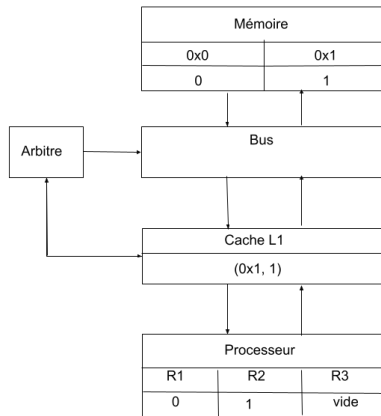 Mémoire
0x0 0x1
0 1
Bus
Arbitre
Cache L1
(0x1, 1)
Processeur
R1 R2 R3
0 1 vide